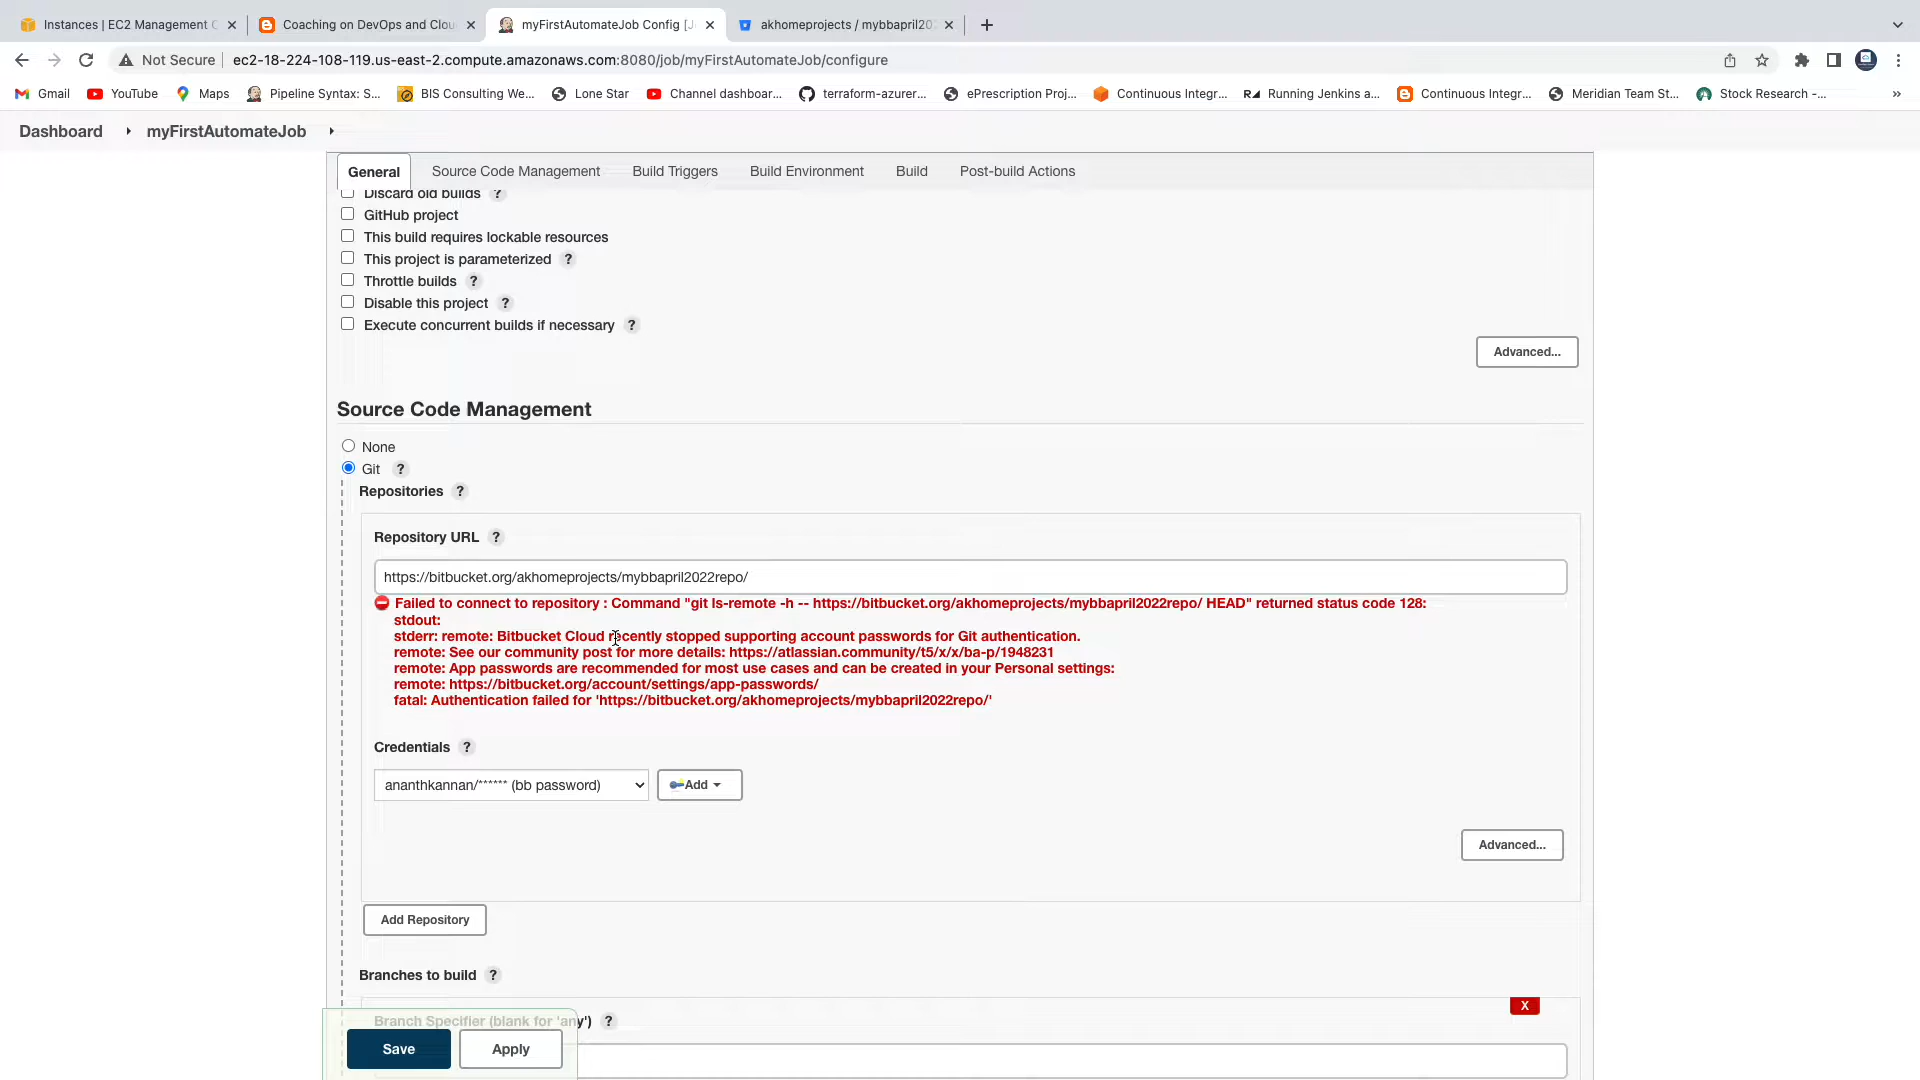 Instances | EC2 Management C
Coaching on DevOps and Clou
myFirstAutomateJob Config [J
akhomeprojects / mybbapril20
Not Secure
ec2-18-224-108-119.us-east-2.compute.amazonaws.com:8080/job/myFirstAutomateJob/configure
Gmail
YouTube
Maps
Pipeline Syntax: S...
BIS Consulting We...
Lone Star
Channel dashboar...
terraform-azurer...
ePrescription Proj...
Continuous Integr...
Running Jenkins a...
Continuous Integr...
Meridian Team St...
Stock Research -...
»
Dashboard
myFirstAutomateJob
General
Source Code Management
Build Triggers
Build Environment
Build
Post-build Actions
Discard old builds ?
GitHub project
This build requires lockable resources
This project is parameterized ?
Throttle builds ?
Disable this project ?
Execute concurrent builds if necessary ?
Advanced...
Source Code Management
None
Git ?
Repositories ?
Repository URL ?
https://bitbucket.org/akhomeprojects/mybbapril2022repo/
Failed to connect to repository : Command "git ls-remote -h -- https://bitbucket.org/akhomeprojects/mybbapril2022repo/ HEAD" returned status code 128:
stdout:
stderr: remote: Bitbucket Cloud recently stopped supporting account passwords for Git authentication.
remote: See our community post for more details: https://atlassian.community/t5/x/x/ba-p/1948231
remote: App passwords are recommended for most use cases and can be created in your Personal settings:
remote: https://bitbucket.org/account/settings/app-passwords/
fatal: Authentication failed for 'https://bitbucket.org/akhomeprojects/mybbapril2022repo/'
Credentials ?
ananthkannan/****** (bb password)
Add
Advanced...
Add Repository
Branches to build ?
X
Branch Specifier (blank for 'any') ?
Save
Apply